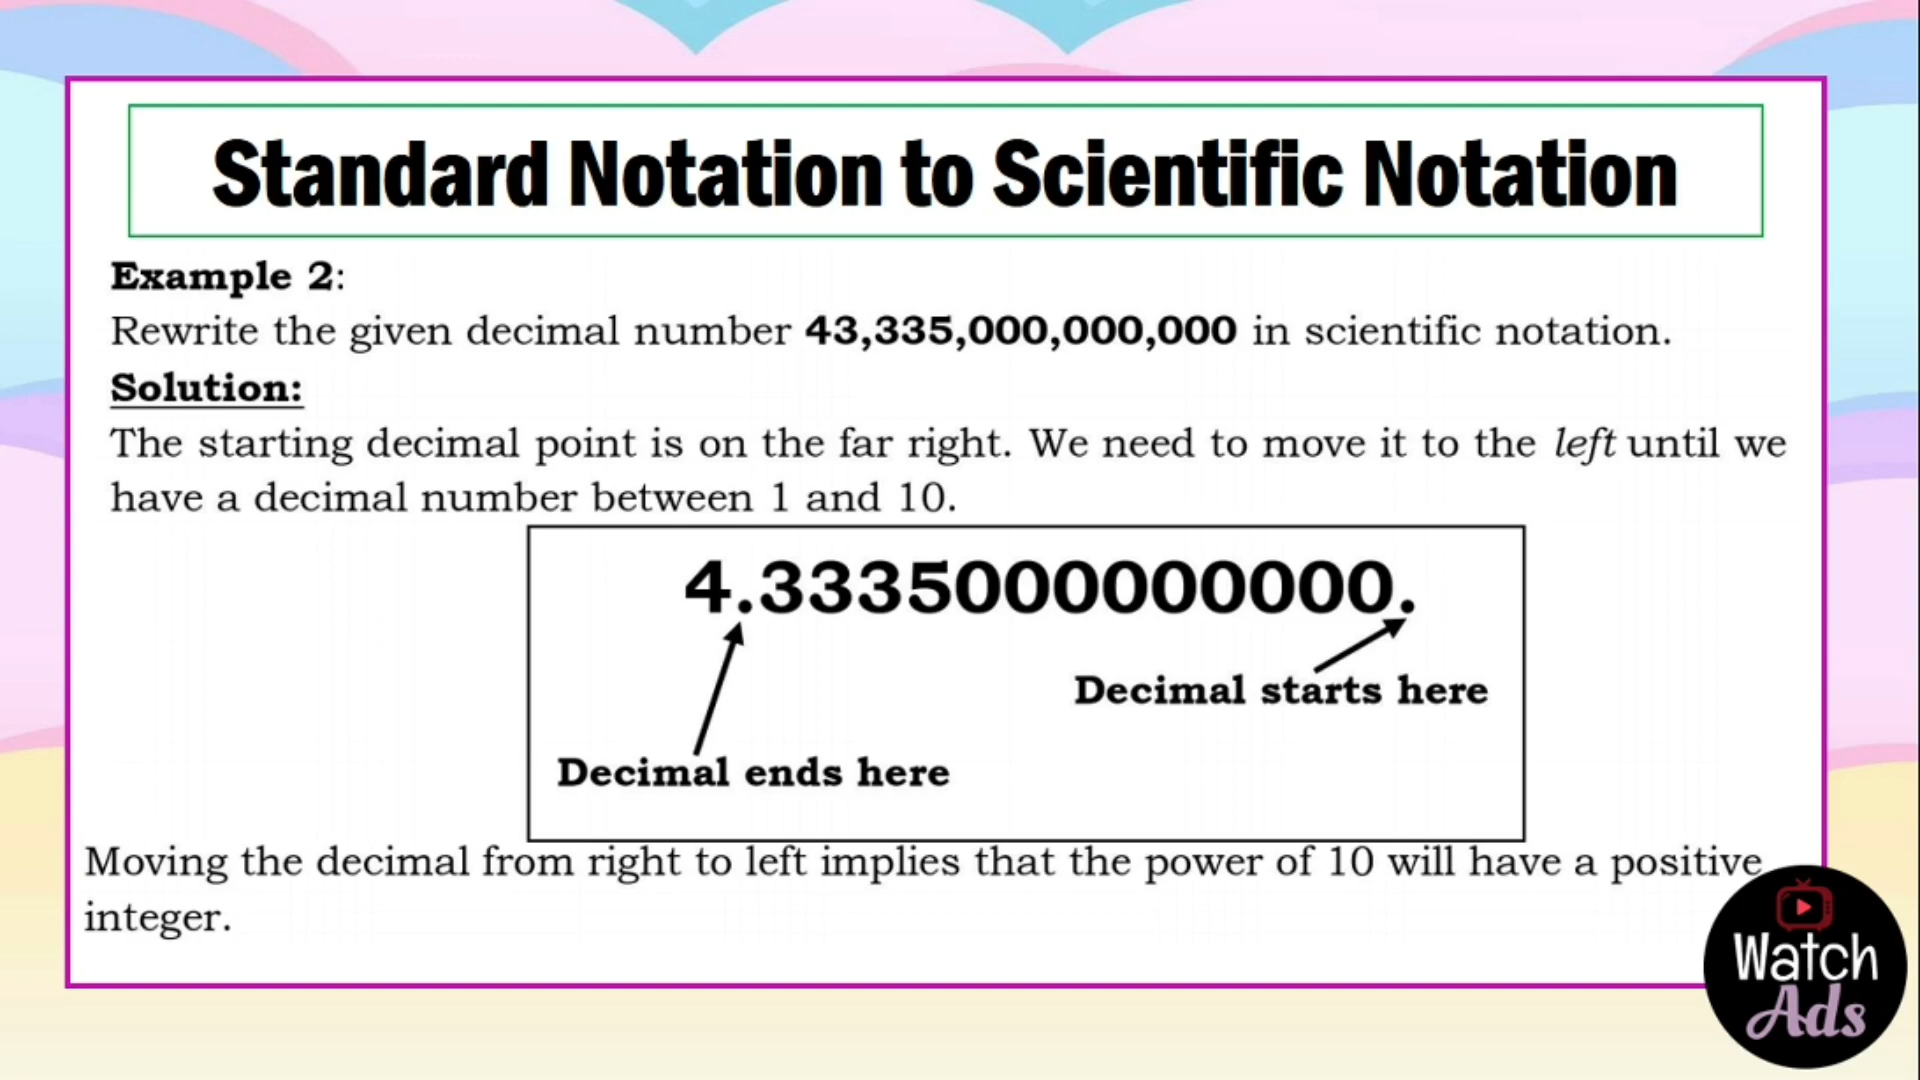 Standard Notation to Scientific Notation
Example 2:
Rewrite the given decimal number 43,335,000,000,000 in scientific notation.
Solution:
The starting decimal point is on the far right. We need to move it to the left until we
have a decimal number between 1 and 10.
4.3335000000000.
Decimal starts here
Decimal ends here
Moving the decimal from right to left implies that the power of 10 will have a positive
integer.
Watch
Ads